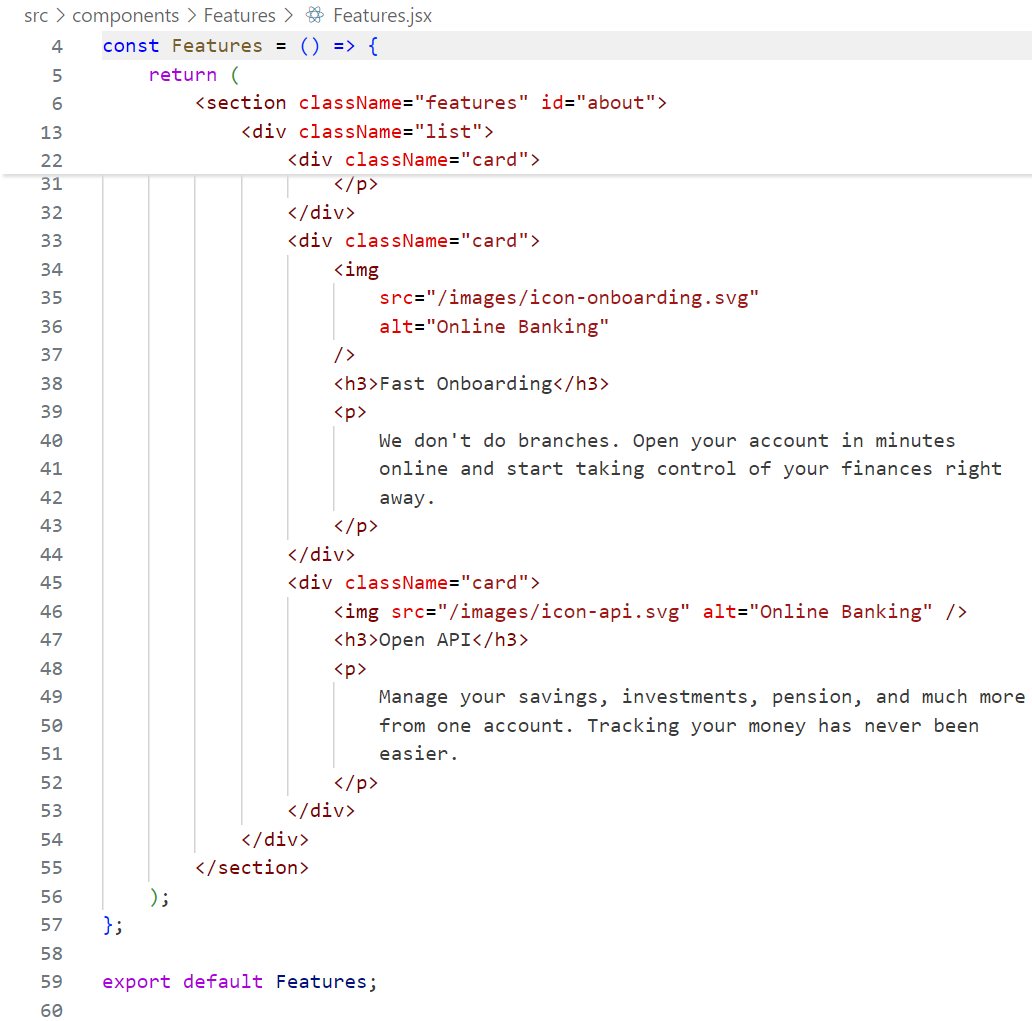 src > components > Features > Features.jsx
4 const Features = () => {
5     return (
6         <section className="features" id="about">
13             <div className="list">
22                 <div className="card">
31                     </p>
32                 </div>
33                 <div className="card">
34                     <img
35                         src="/images/icon-onboarding.svg"
36                         alt="Online Banking"
37                     />
38                     <h3>Fast Onboarding</h3>
39                     <p>
40                         We don't do branches. Open your account in minutes
41                         online and start taking control of your finances right
42                         away.
43                     </p>
44                 </div>
45                 <div className="card">
46                     <img src="/images/icon-api.svg" alt="Online Banking" />
47                     <h3>Open API</h3>
48                     <p>
49                         Manage your savings, investments, pension, and much more
50                         from one account. Tracking your money has never been
51                         easier.
52                     </p>
53                 </div>
54             </div>
55         </section>
56     );
57 };
58
59 export default Features;
60